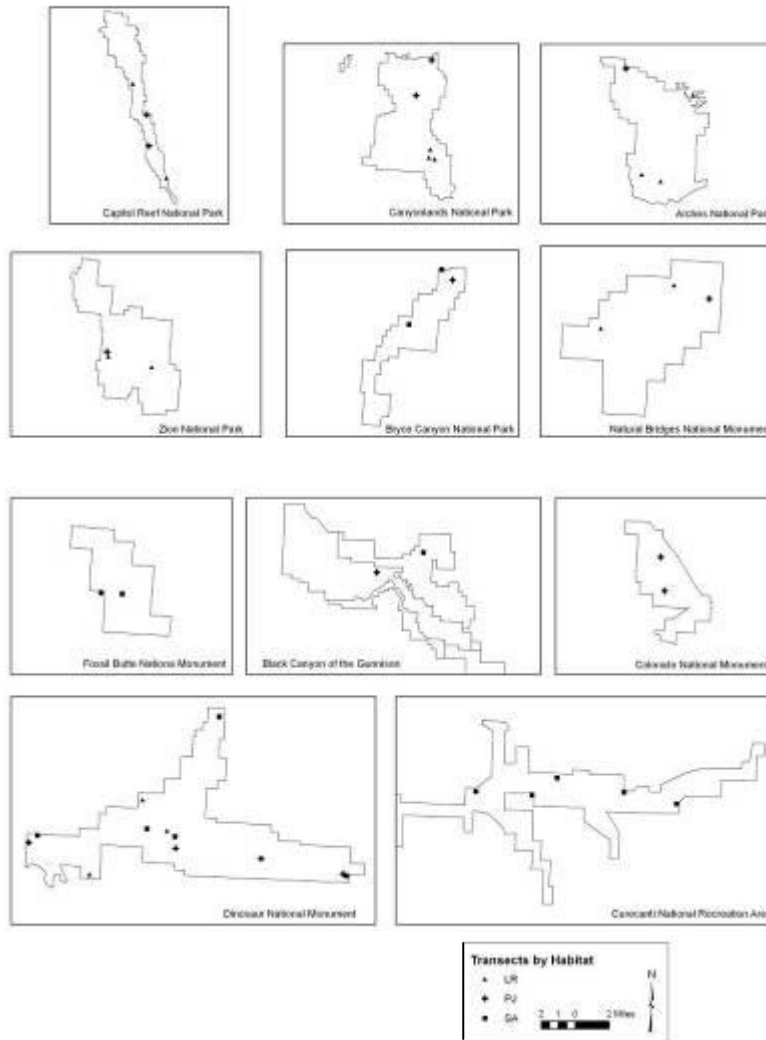 Capitol Reef National Park
Canyonlands National Park
Arches National Park
Zion National Park
Bryce Canyon National Park
Natural Bridges National Monument
Fossil Butte National Monument
Black Canyon of the Gunnison
Colorado National Monument
Dinosaur National Monument
Curecanti National Recreation Area
Transects by Habitat
LR
PJ
SA
N
2 1 0 2 Miles